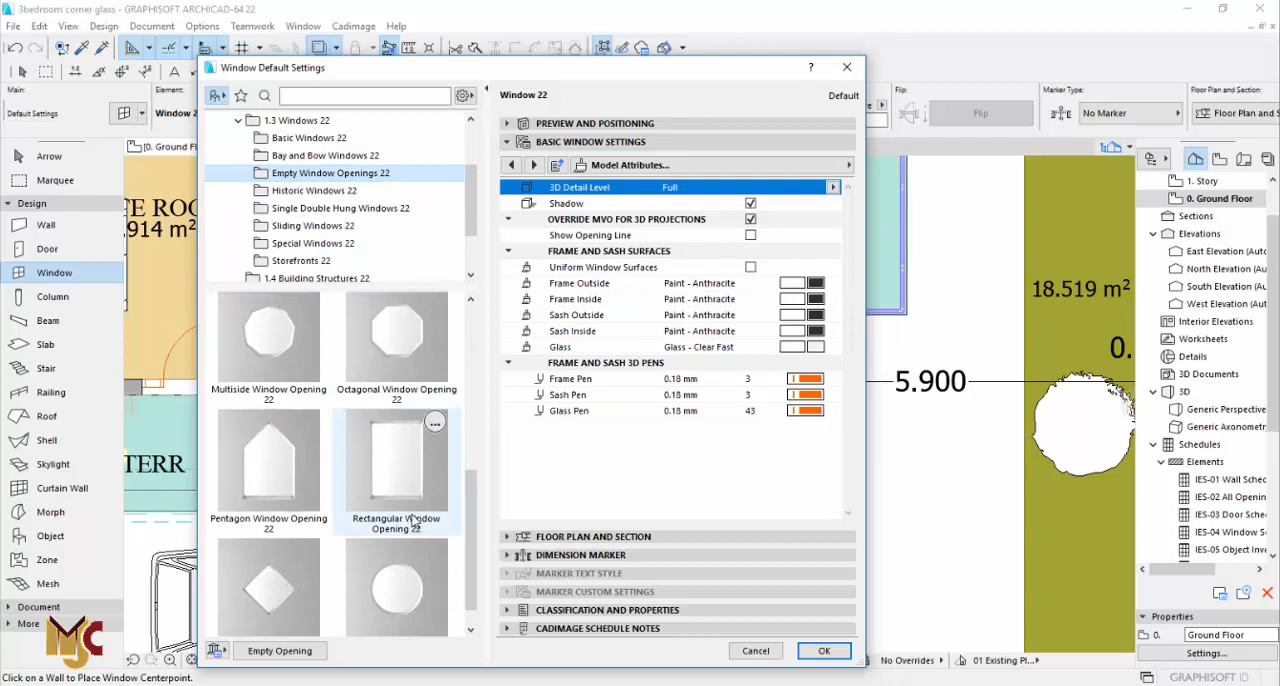 3bedroom corner glass - GRAPHISOFT ARCHICAD-64 22
File Edit View Design Document Options Teamwork Window Cadimage Help
Main:
Default Settings
Element:
Window
Flip:
Flip
Marker Type:
No Marker
Floor Plan and Section:
Floor Plan and S
Arrow
Marquee
Design
Wall
Door
Window
Column
Beam
Slab
Stair
Railing
Roof
Shell
Skylight
Curtain Wall
Morph
Object
Zone
Mesh
Document
More
MSC
Click on a Wall to Place Window Centerpoint.
[0. Ground Fl
.914 m²
TERR
Window Default Settings
?
1.3 Windows 22
Basic Windows 22
Bay and Bow Windows 22
Empty Window Openings 22
Historic Windows 22
Single Double Hung Windows 22
Sliding Windows 22
Special Windows 22
Storefronts 22
1.4 Building Structures 22
Multiside Window Opening
22
Octagonal Window Opening
22
Pentagon Window Opening
22
Rectangular Window
Opening 22
Empty Opening
Window 22
Default
PREVIEW AND POSITIONING
BASIC WINDOW SETTINGS
Model Attributes...
3D Detail Level Full
Shadow
OVERRIDE MVO FOR 3D PROJECTIONS
Show Opening Line
FRAME AND SASH SURFACES
Uniform Window Surfaces
Frame Outside Paint - Anthracite
Frame Inside Paint - Anthracite
Sash Outside Paint - Anthracite
Sash Inside Paint - Anthracite
Glass Glass - Clear Fast
FRAME AND SASH 3D PENS
Frame Pen 0.18 mm 3
Sash Pen 0.18 mm 3
Glass Pen 0.18 mm 43
FLOOR PLAN AND SECTION
DIMENSION MARKER
MARKER TEXT STYLE
MARKER CUSTOM SETTINGS
CLASSIFICATION AND PROPERTIES
CADIMAGE SCHEDULE NOTES
Cancel
OK
18.519 m²
0.
5.900
No Overrides
01 Existing Pl...
1. Story
0. Ground Floor
Sections
Elevations
East Elevation (Auto
North Elevation (Aut
South Elevation (Aut
West Elevation (Auto
Interior Elevations
Worksheets
Details
3D Documents
3D
Generic Perspective
Generic Axonometr
Schedules
Elements
IES-01 Wall Sched
IES-02 All Opening
IES-03 Door Sche
IES-04 Window S
IES-05 Object Inve
Properties
0. Ground Floor
Settings...
GRAPHISOFT ID